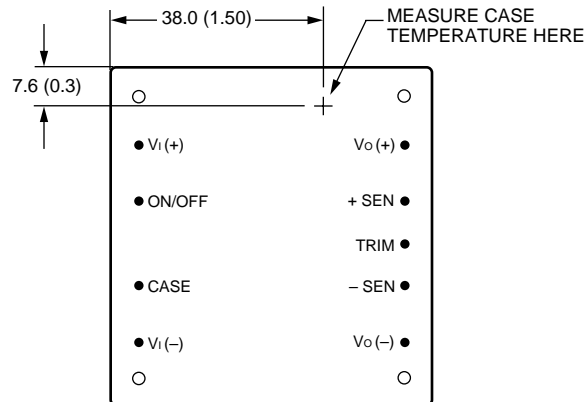 38.0 (1.50)
MEASURE CASE
TEMPERATURE HERE
7.6 (0.3)
VI (+)
VO (+)
ON/OFF
+ SEN
TRIM
CASE
– SEN
VI (–)
VO (–)